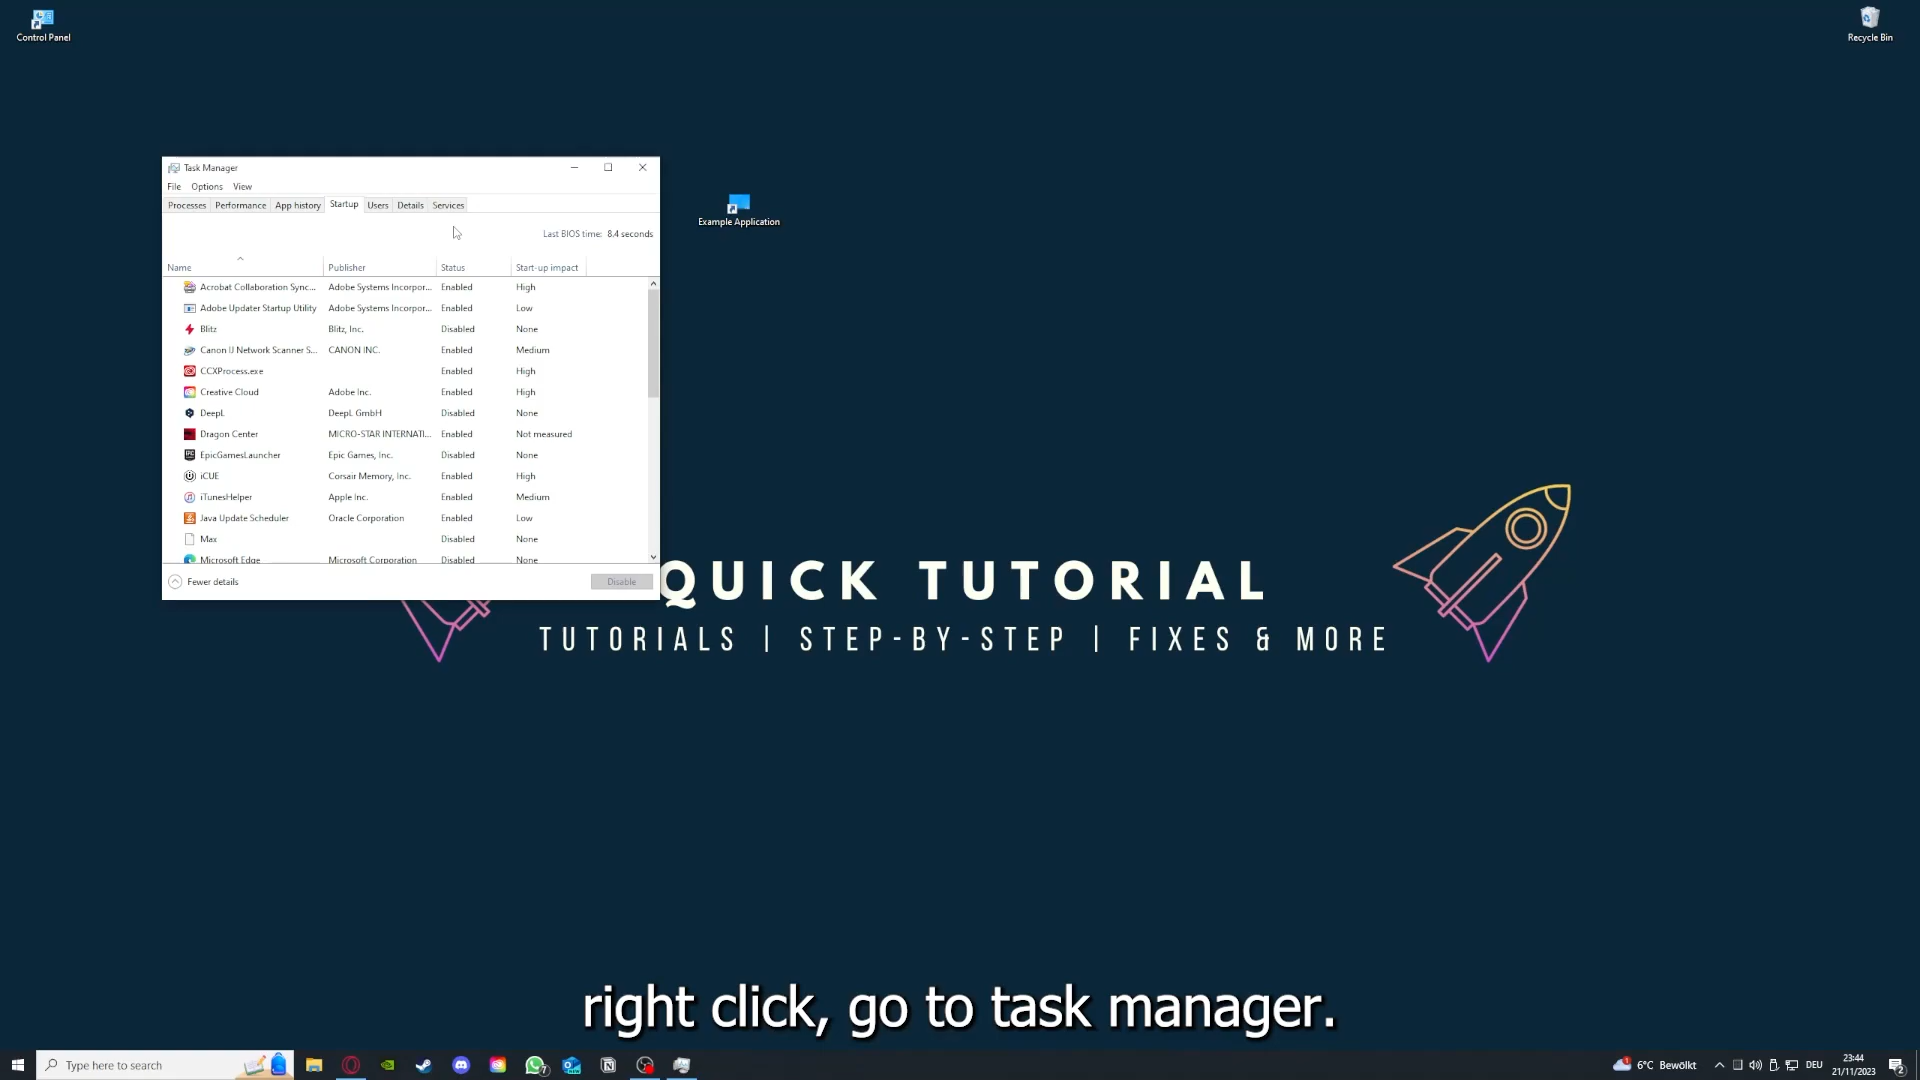 Control Panel
Recycle Bin
Task Manager
File Options View
Processes Performance App history Startup Users Details Services
Example Application
Last BIOS time: 8.4 seconds
Name Publisher Status Start-up impact
Acrobat Collaboration Sync... Adobe Systems Incorpor... Enabled High
Adobe Updater Startup Utility Adobe Systems Incorpor... Enabled Low
Blitz Blitz, Inc. Disabled None
Canon IJ Network Scanner S... CANON INC. Enabled Medium
CCXProcess.exe Enabled High
Creative Cloud Adobe Inc. Enabled High
DeepL DeepL GmbH Disabled None
Dragon Center MICRO-STAR INTERNATI... Enabled Not measured
EpicGamesLauncher Epic Games, Inc. Disabled None
iCUE Corsair Memory, Inc. Enabled High
iTunesHelper Apple Inc. Enabled Medium
Java Update Scheduler Oracle Corporation Enabled Low
Max Disabled None
Microsoft Edge Microsoft Corporation Disabled None
Fewer details Disable
QUICK TUTORIAL
TUTORIALS | STEP-BY-STEP | FIXES & MORE
right click, go to task manager.
Type here to search
7
1
6°C Bewölkt
DEU
23:44
21/11/2023
2